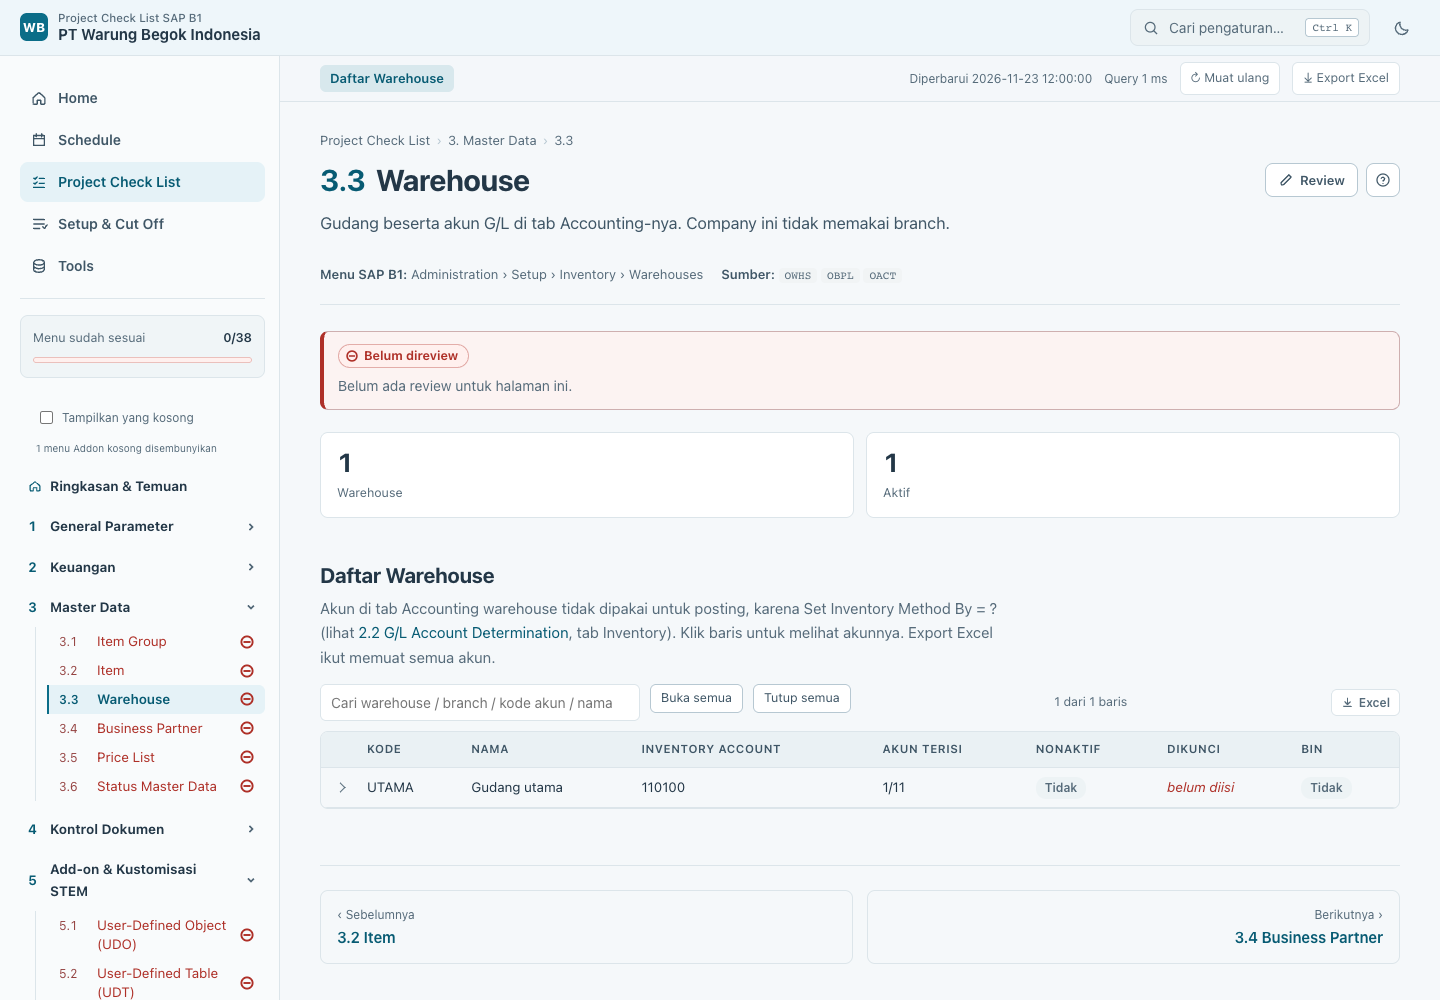 WB
Project Check List SAP B1
PT Warung Begok Indonesia
Cari pengaturan...
Ctrl K
Home
Schedule
Project Check List
Setup & Cut Off
Tools
Menu sudah sesuai
0/38
Tampilkan yang kosong
1 menu Addon kosong disembunyikan
Ringkasan & Temuan
1 General Parameter
2 Keuangan
3 Master Data
3.1 Item Group
3.2 Item
3.3 Warehouse
3.4 Business Partner
3.5 Price List
3.6 Status Master Data
4 Kontrol Dokumen
5 Add-on & Kustomisasi
STEM
5.1 User-Defined Object
(UDO)
5.2 User-Defined Table
(UDT)
Daftar Warehouse
Diperbarui 2026-11-23 12:00:00
Query 1 ms
Muat ulang
Export Excel
Project Check List › 3. Master Data › 3.3
3.3 Warehouse
Review
Gudang beserta akun G/L di tab Accounting-nya. Company ini tidak memakai branch.
Menu SAP B1: Administration › Setup › Inventory › Warehouses Sumber: OWHS OBPL OACT
Belum direview
Belum ada review untuk halaman ini.
1
Warehouse
1
Aktif
Daftar Warehouse
Akun di tab Accounting warehouse tidak dipakai untuk posting, karena Set Inventory Method By = ?
(lihat 2.2 G/L Account Determination, tab Inventory). Klik baris untuk melihat akunnya. Export Excel
ikut memuat semua akun.
Cari warehouse / branch / kode akun / nama
Buka semua
Tutup semua
1 dari 1 baris
Excel
KODE NAMA INVENTORY ACCOUNT AKUN TERISI NONAKTIF DIKUNCI BIN
UTAMA Gudang utama 110100 1/11 Tidak belum diisi Tidak
‹ Sebelumnya
3.2 Item
Berikutnya ›
3.4 Business Partner